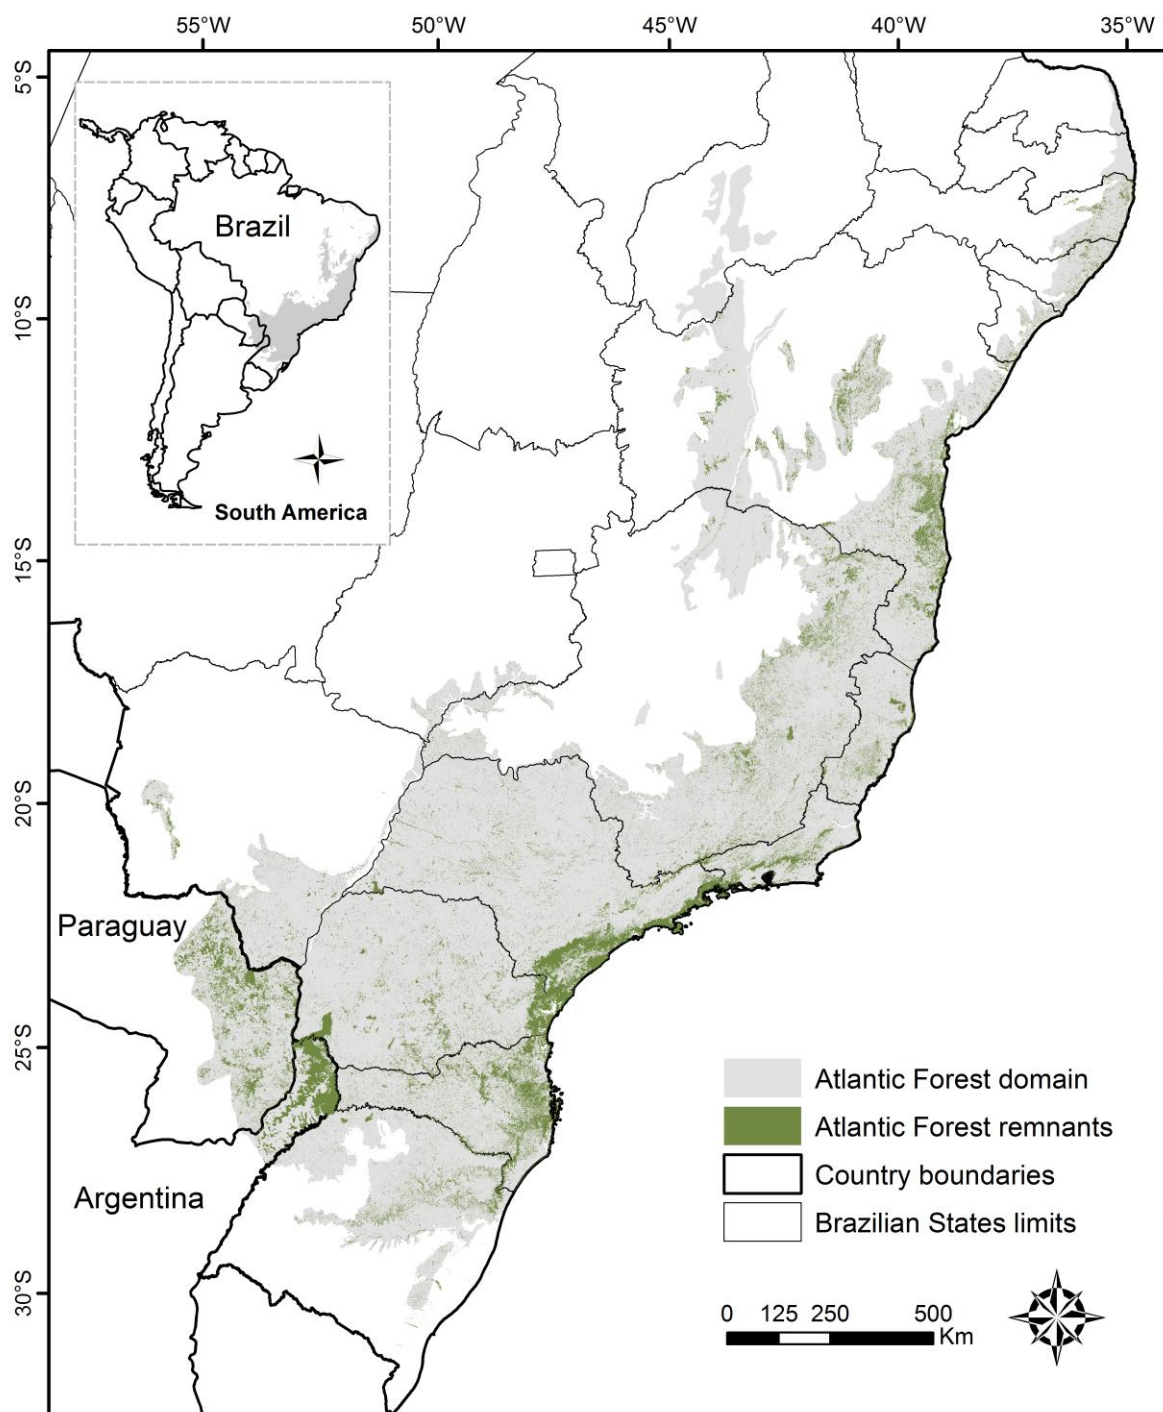 55°W 50°W 45°W 40°W 35°W
5°S
10°S
15°S
20°S
25°S
30°S
Brazil
South America
Paraguay
Argentina
Atlantic Forest domain
Atlantic Forest remnants
Country boundaries
Brazilian States limits
0 125 250 500
Km